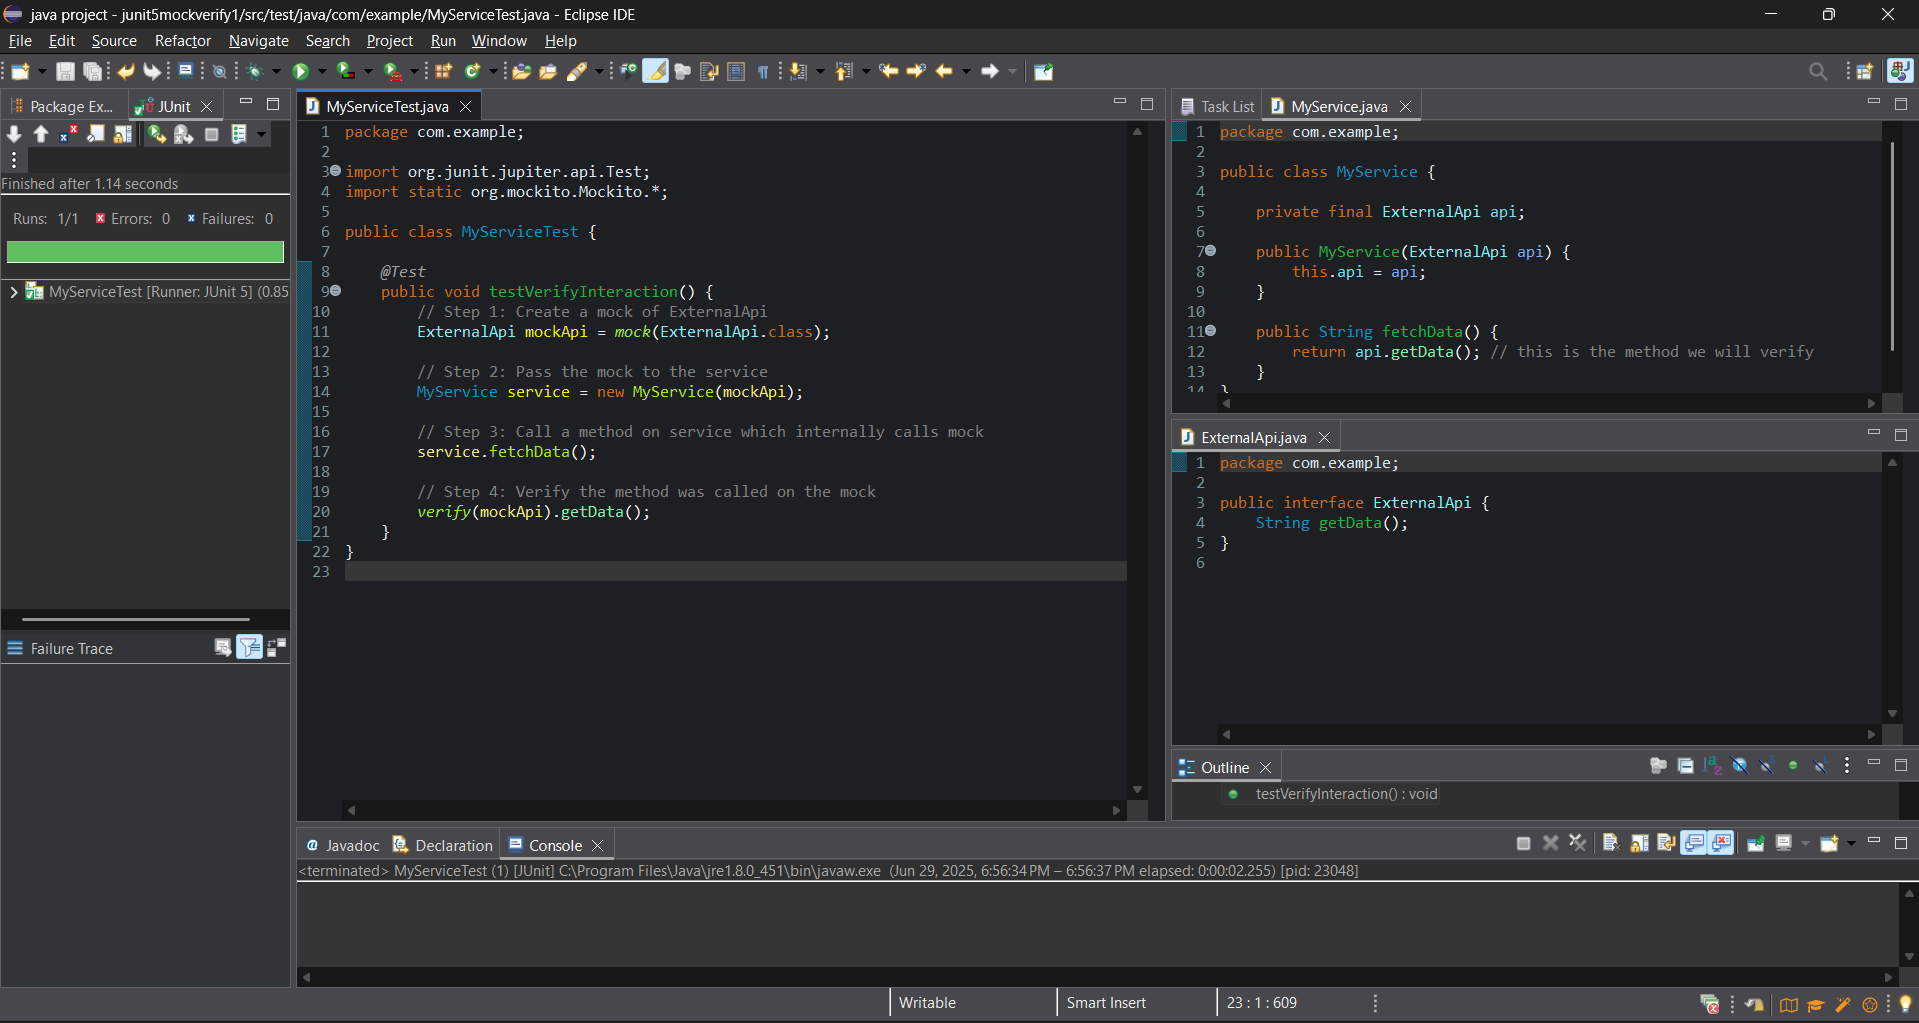 java project - junit5mockverify1/src/test/java/com/example/MyServiceTest.java - Eclipse IDE
File Edit Source Refactor Navigate Search Project Run Window Help
Package Ex... JUnit
Finished after 1.14 seconds
Runs: 1/1 Errors: 0 Failures: 0
MyServiceTest [Runner: JUnit 5] (0.85
Failure Trace
MyServiceTest.java
1 package com.example;
2
3 import org.junit.jupiter.api.Test;
4 import static org.mockito.Mockito.*;
5
6 public class MyServiceTest {
7
8 @Test
9 public void testVerifyInteraction() {
10 // Step 1: Create a mock of ExternalApi
11 ExternalApi mockApi = mock(ExternalApi.class);
12
13 // Step 2: Pass the mock to the service
14 MyService service = new MyService(mockApi);
15
16 // Step 3: Call a method on service which internally calls mock
17 service.fetchData();
18
19 // Step 4: Verify the method was called on the mock
20 verify(mockApi).getData();
21 }
22 }
23
Task List MyService.java
1 package com.example;
2
3 public class MyService {
4
5 private final ExternalApi api;
6
7 public MyService(ExternalApi api) {
8 this.api = api;
9 }
10
11 public String fetchData() {
12 return api.getData(); // this is the method we will verify
13 }
14 }
ExternalApi.java
1 package com.example;
2
3 public interface ExternalApi {
4 String getData();
5 }
6
Outline
testVerifyInteraction() : void
@ Javadoc Declaration Console
<terminated> MyServiceTest (1) [JUnit] C:\Program Files\Java\jre1.8.0_451\bin\javaw.exe (Jun 29, 2025, 6:56:34 PM – 6:56:37 PM elapsed: 0:00:02.255) [pid: 23048]
Writable Smart Insert 23 : 1 : 609